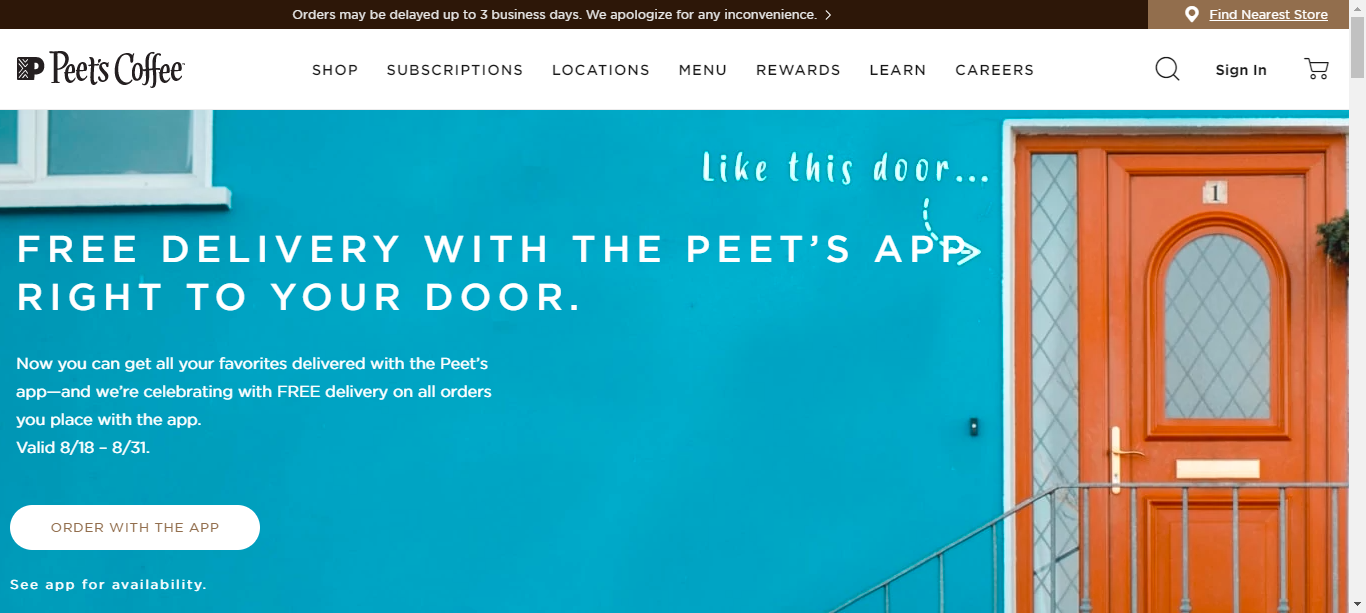 Orders may be delayed up to 3 business days. We apologize for any inconvenience.
Find Nearest Store
Peet's Coffee
SHOP SUBSCRIPTIONS LOCATIONS MENU REWARDS LEARN CAREERS
Sign In
Like this door...
1
FREE DELIVERY WITH THE PEET’S APP
RIGHT TO YOUR DOOR.
Now you can get all your favorites delivered with the Peet’s
app—and we’re celebrating with FREE delivery on all orders
you place with the app.
Valid 8/18 – 8/31.
ORDER WITH THE APP
See app for availability.